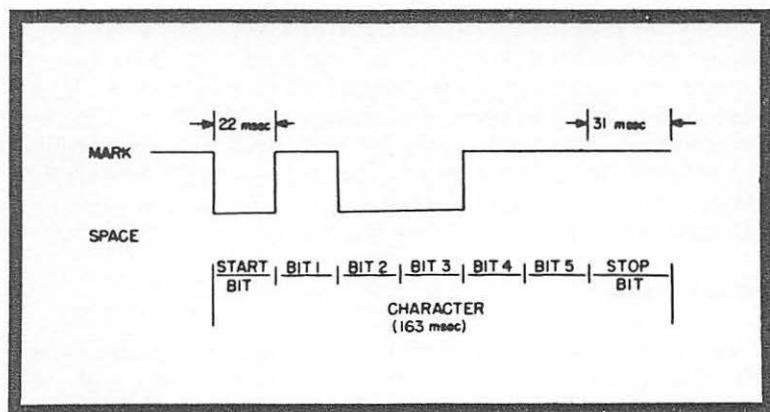 22 msec 31 msec
MARK
SPACE
START BIT 1 BIT 2 BIT 3 BIT 4 BIT 5 STOP
BIT BIT
CHARACTER
(163 msec)